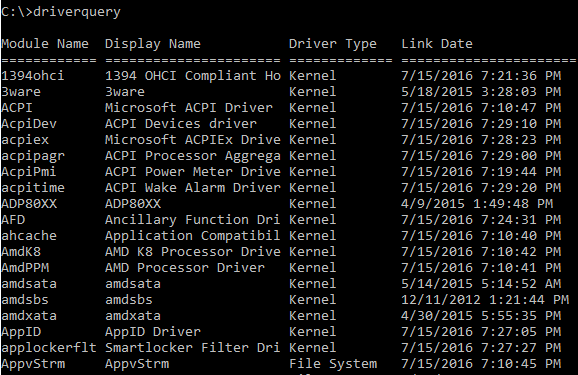 C:\>driverquery
Module Name  Display Name           Driver Type   Link Date
============ ====================== ============= ======================
1394ohci     1394 OHCI Compliant Ho Kernel        7/15/2016 7:21:36 PM
3ware        3ware                  Kernel        5/18/2015 3:28:03 PM
ACPI         Microsoft ACPI Driver  Kernel        7/15/2016 7:10:47 PM
AcpiDev      ACPI Devices driver    Kernel        7/15/2016 7:29:10 PM
acpiex       Microsoft ACPIEx Drive Kernel        7/15/2016 7:28:23 PM
acpipagr     ACPI Processor Aggrega Kernel        7/15/2016 7:29:00 PM
AcpiPmi      ACPI Power Meter Drive Kernel        7/15/2016 7:19:44 PM
acpitime     ACPI Wake Alarm Driver Kernel        7/15/2016 7:29:20 PM
ADP80XX      ADP80XX                Kernel        4/9/2015 1:49:48 PM
AFD          Ancillary Function Dri Kernel        7/15/2016 7:24:31 PM
ahcache      Application Compatibil Kernel        7/15/2016 7:10:40 PM
AmdK8        AMD K8 Processor Drive Kernel        7/15/2016 7:10:42 PM
AmdPPM       AMD Processor Driver   Kernel        7/15/2016 7:10:41 PM
amdsata      amdsata                Kernel        5/14/2015 5:14:52 AM
amdsbs       amdsbs                 Kernel        12/11/2012 1:21:44 PM
amdxata      amdxata                Kernel        4/30/2015 5:55:35 PM
AppID        AppID Driver           Kernel        7/15/2016 7:27:05 PM
applockerflt Smartlocker Filter Dri Kernel        7/15/2016 7:27:27 PM
AppvStrm     AppvStrm               File System   7/15/2016 7:10:45 PM